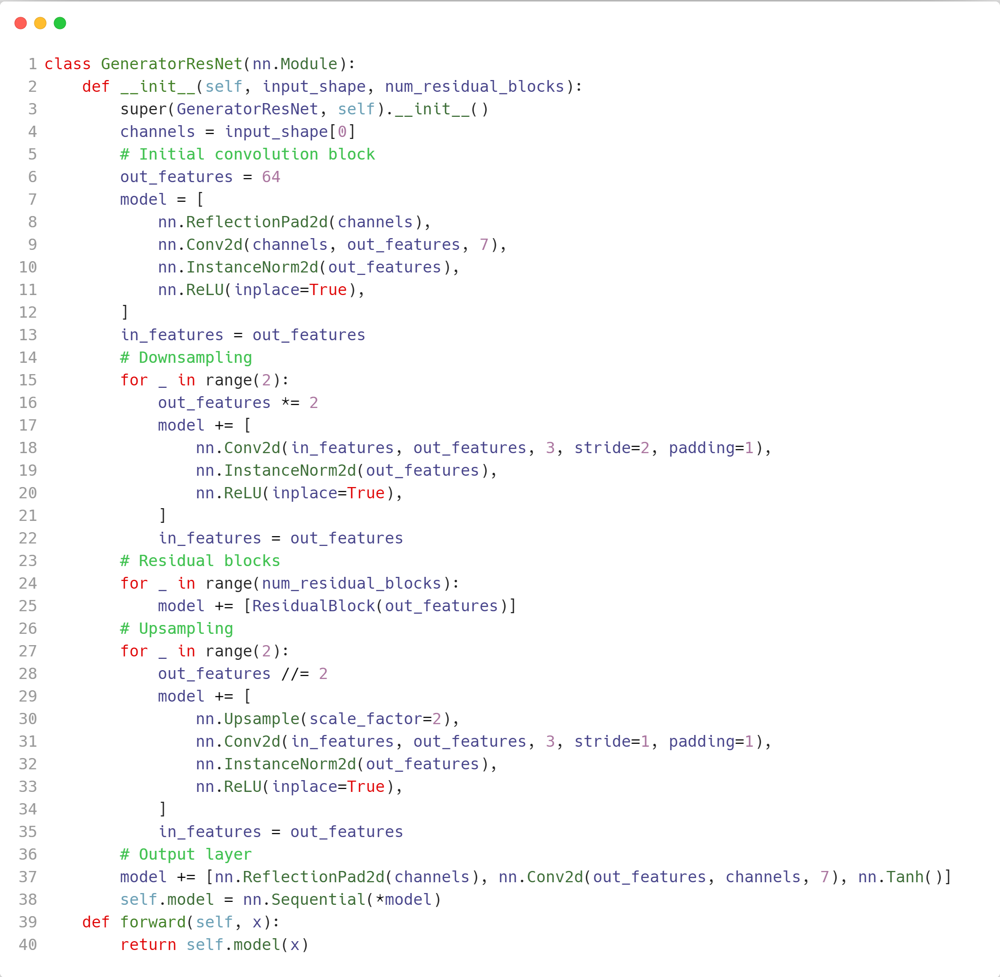 1 class GeneratorResNet(nn.Module):
2     def __init__(self, input_shape, num_residual_blocks):
3         super(GeneratorResNet, self).__init__()
4         channels = input_shape[0]
5         # Initial convolution block
6         out_features = 64
7         model = [
8             nn.ReflectionPad2d(channels),
9             nn.Conv2d(channels, out_features, 7),
10             nn.InstanceNorm2d(out_features),
11             nn.ReLU(inplace=True),
12         ]
13         in_features = out_features
14         # Downsampling
15         for _ in range(2):
16             out_features *= 2
17             model += [
18                 nn.Conv2d(in_features, out_features, 3, stride=2, padding=1),
19                 nn.InstanceNorm2d(out_features),
20                 nn.ReLU(inplace=True),
21             ]
22             in_features = out_features
23         # Residual blocks
24         for _ in range(num_residual_blocks):
25             model += [ResidualBlock(out_features)]
26         # Upsampling
27         for _ in range(2):
28             out_features //= 2
29             model += [
30                 nn.Upsample(scale_factor=2),
31                 nn.Conv2d(in_features, out_features, 3, stride=1, padding=1),
32                 nn.InstanceNorm2d(out_features),
33                 nn.ReLU(inplace=True),
34             ]
35             in_features = out_features
36         # Output layer
37         model += [nn.ReflectionPad2d(channels), nn.Conv2d(out_features, channels, 7), nn.Tanh()]
38         self.model = nn.Sequential(*model)
39     def forward(self, x):
40         return self.model(x)